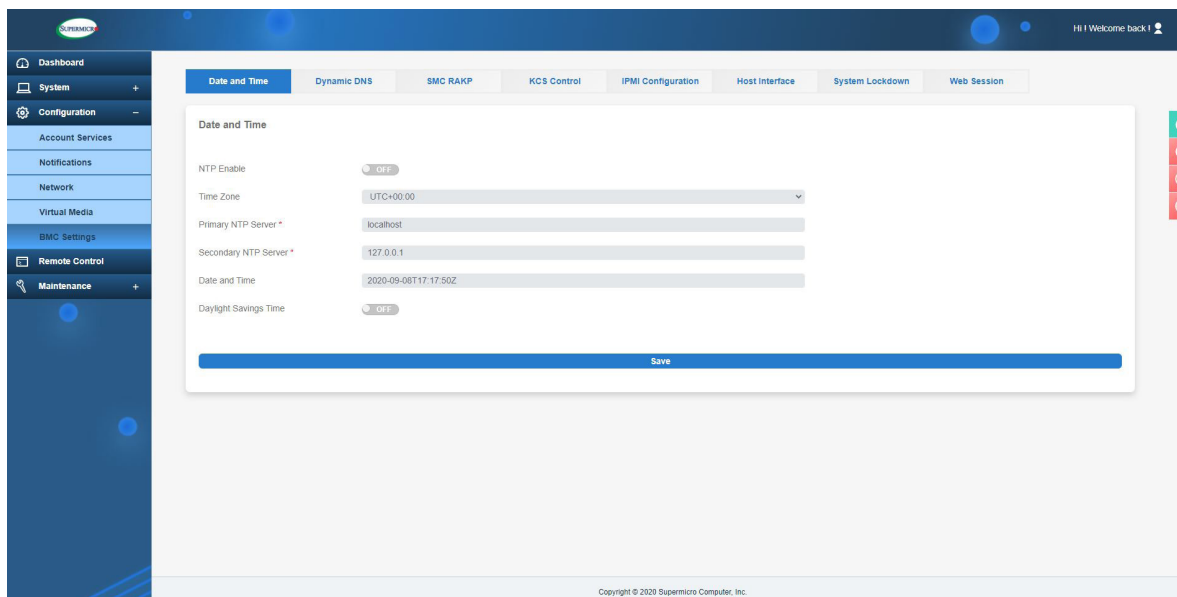 SUPERMICR
Hi ! Welcome back !
Dashboard
System +
Configuration −
Account Services
Notifications
Network
Virtual Media
BMC Settings
Remote Control
Maintenance +
Date and Time
Dynamic DNS
SMC RAKP
KCS Control
IPMI Configuration
Host Interface
System Lockdown
Web Session
Date and Time
NTP Enable OFF
Time Zone UTC+00:00
Primary NTP Server * localhost
Secondary NTP Server * 127.0.0.1
Date and Time 2020-09-08T17:17:50Z
Daylight Savings Time OFF
Save
Copyright © 2020 Supermicro Computer, Inc.